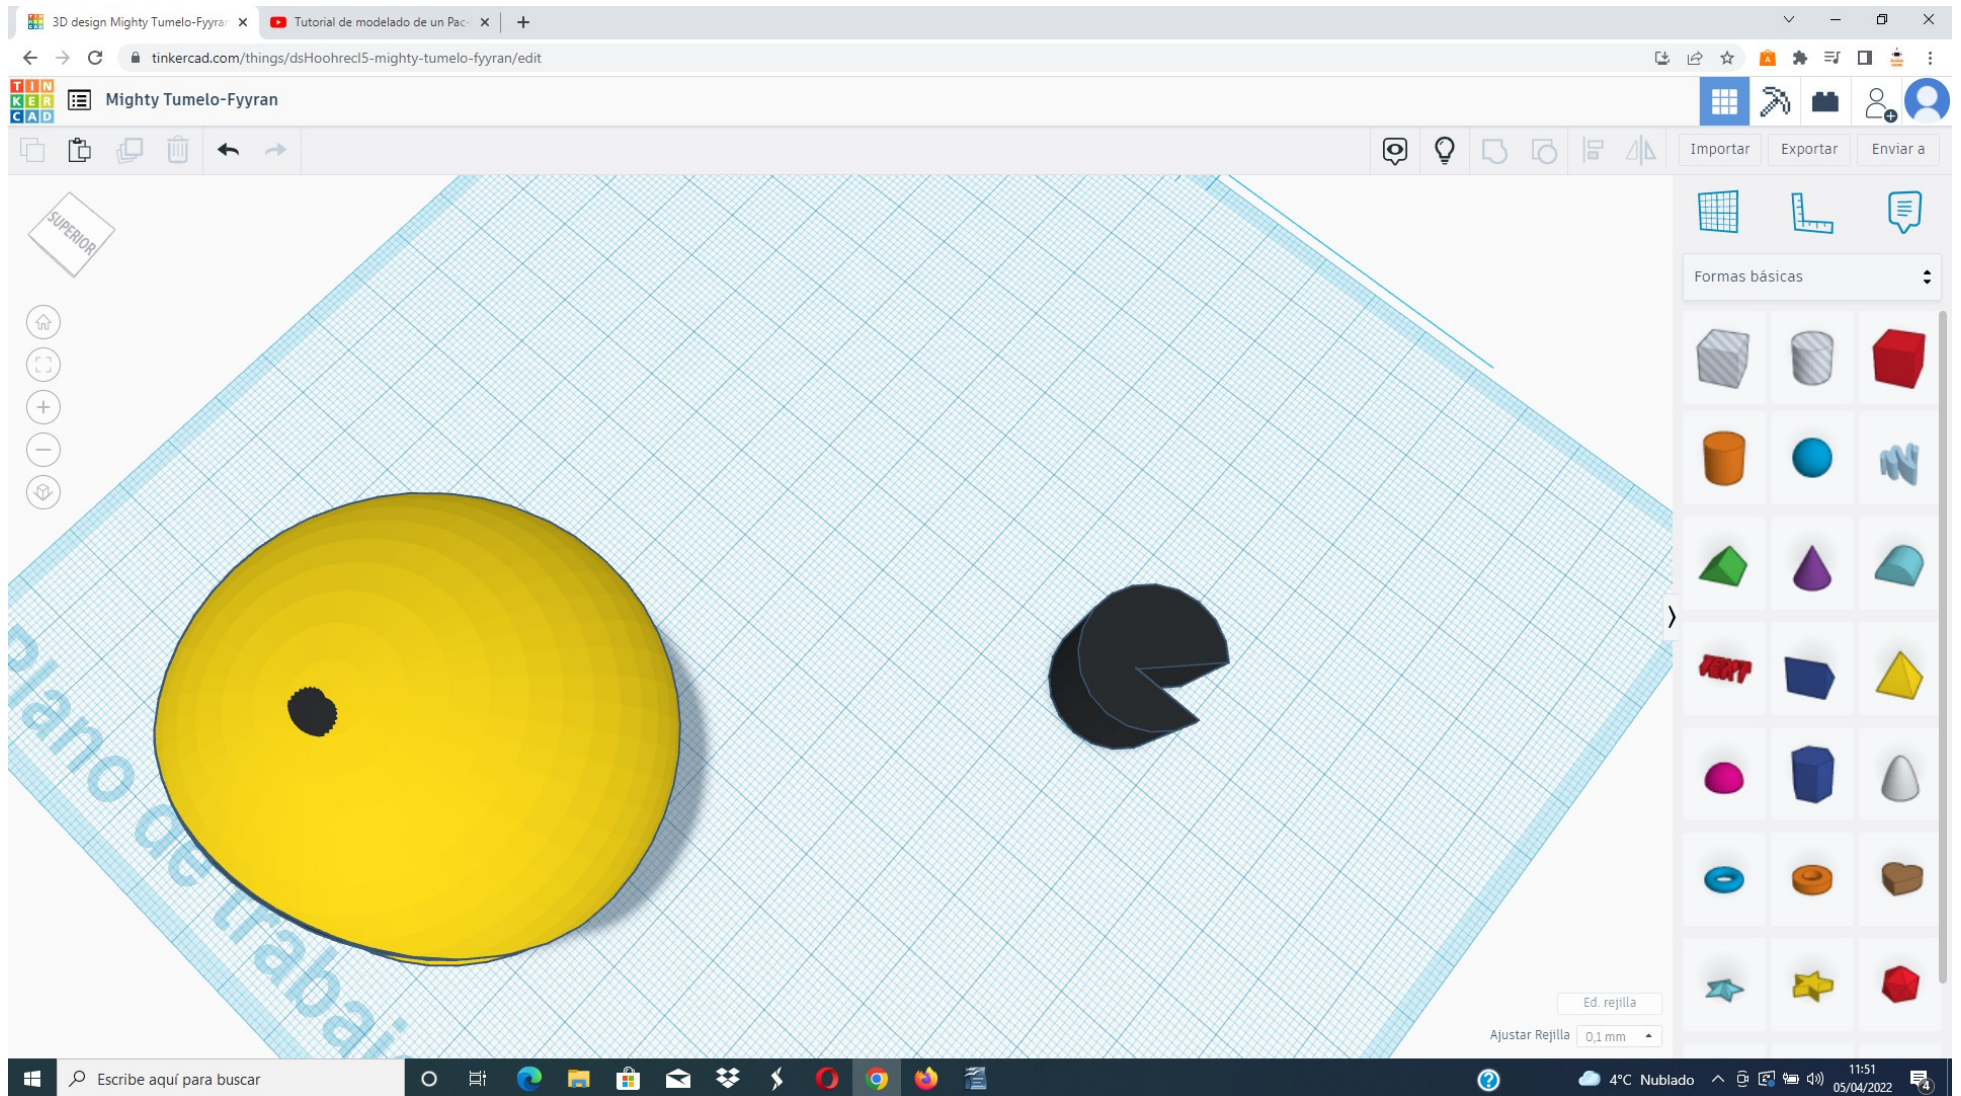 3D design Mighty Tumelo-Fyyran
Tutorial de modelado de un Pac-
tinkercad.com/things/dsHoohrecl5-mighty-tumelo-fyyran/edit
TIN
KER
CAD
Mighty Tumelo-Fyyran
Importar
Exportar
Enviar a
SUPERIOR
Formas básicas
TEXT
Plano de trabaj
Ed. rejilla
Ajustar Rejilla
0,1 mm
Escribe aquí para buscar
4°C Nublado
11:51
05/04/2022
4